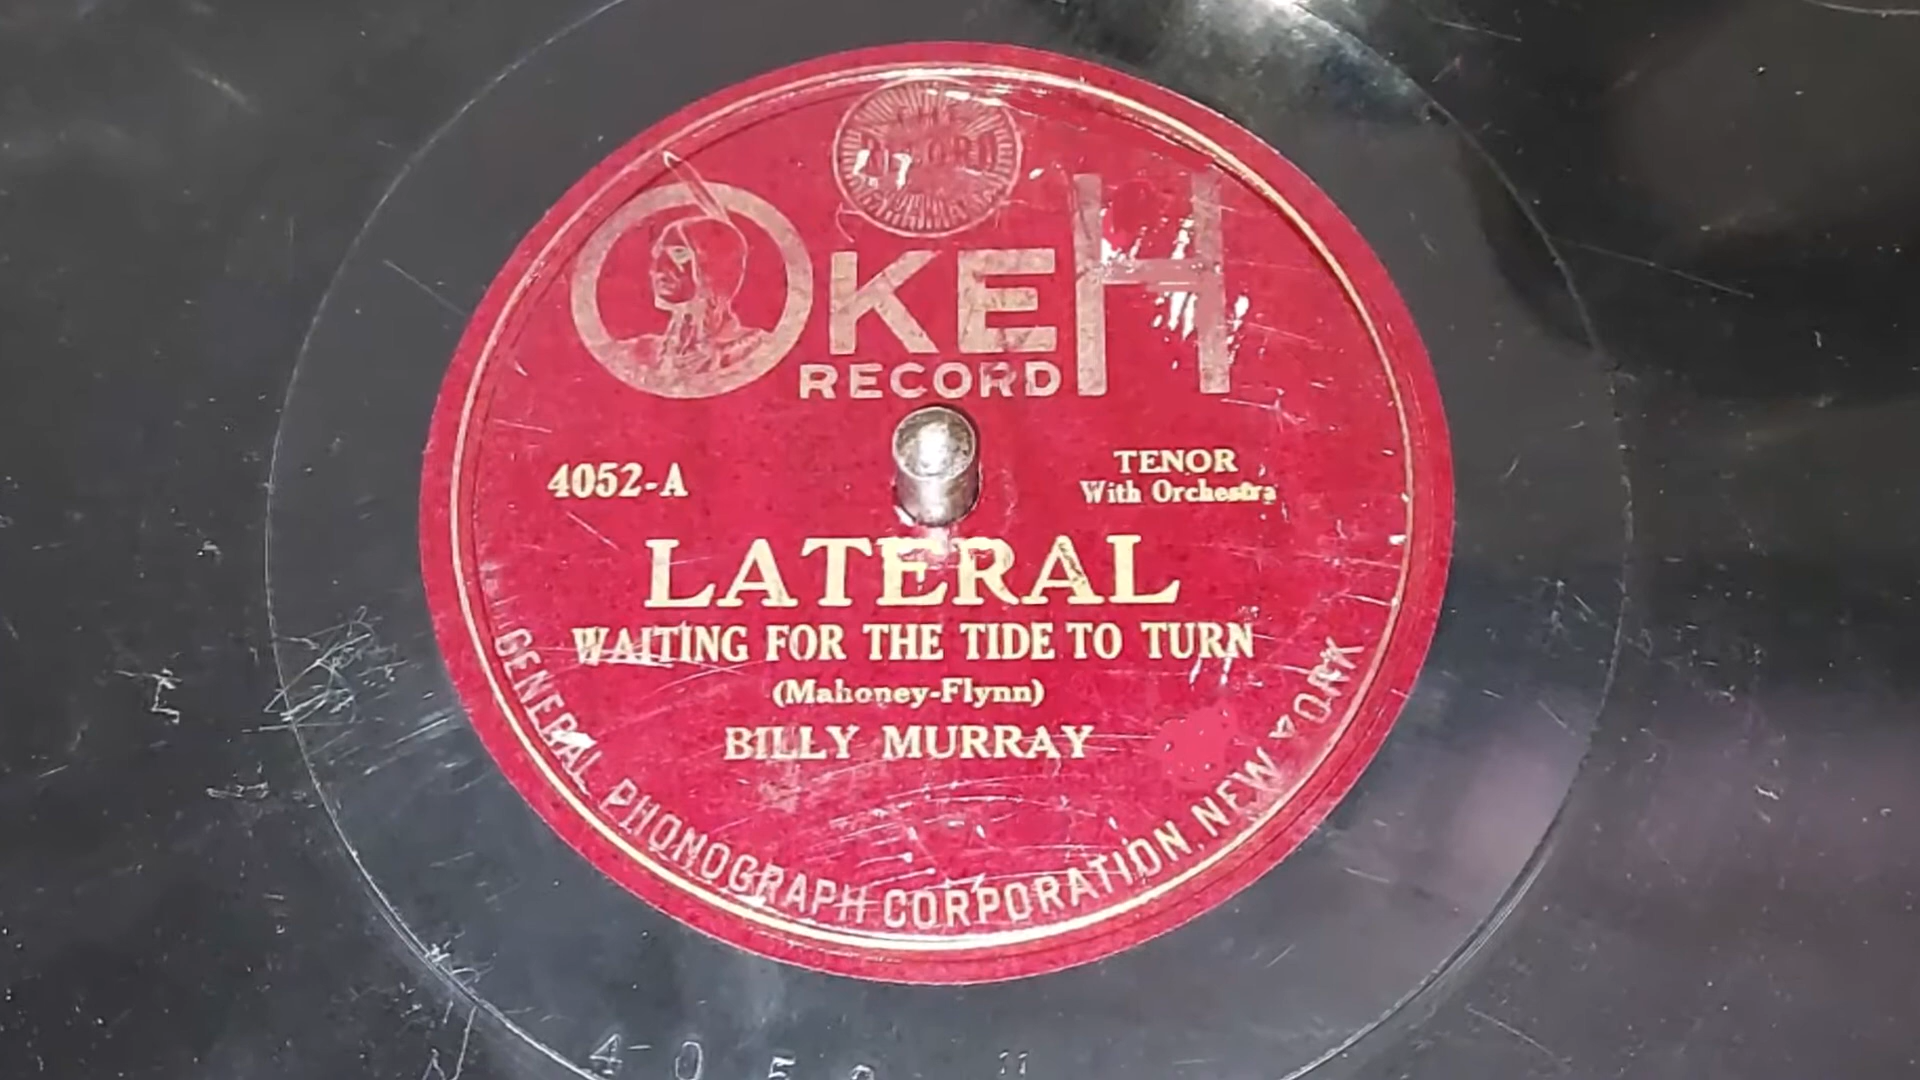 OKEH
RECORD
4052-A
TENOR
With Orchestra
LATERAL
WAITING FOR THE TIDE TO TURN
(Mahoney-Flynn)
BILLY MURRAY
GENERAL PHONOGRAPH CORPORATION, NEW YORK